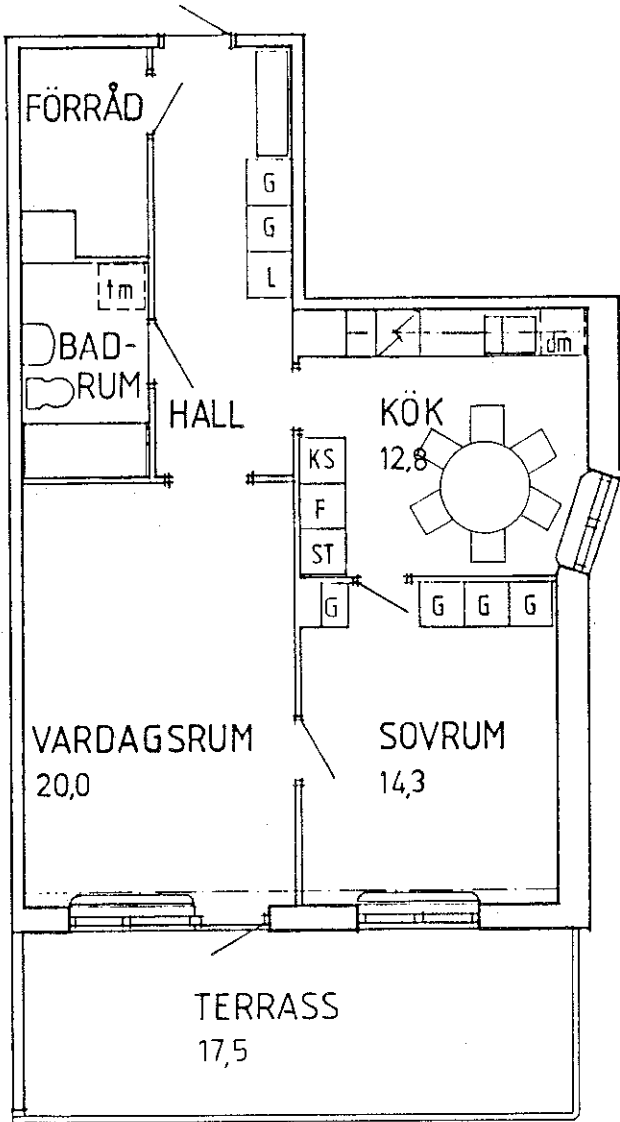 FÖRRÅD
G
G
L
tm
BAD-
RUM
HALL
dm
KÖK
12,8
KS
F
ST
G
G G G
VARDAGSRUM
20,0
SOVRUM
14,3
TERRASS
17,5